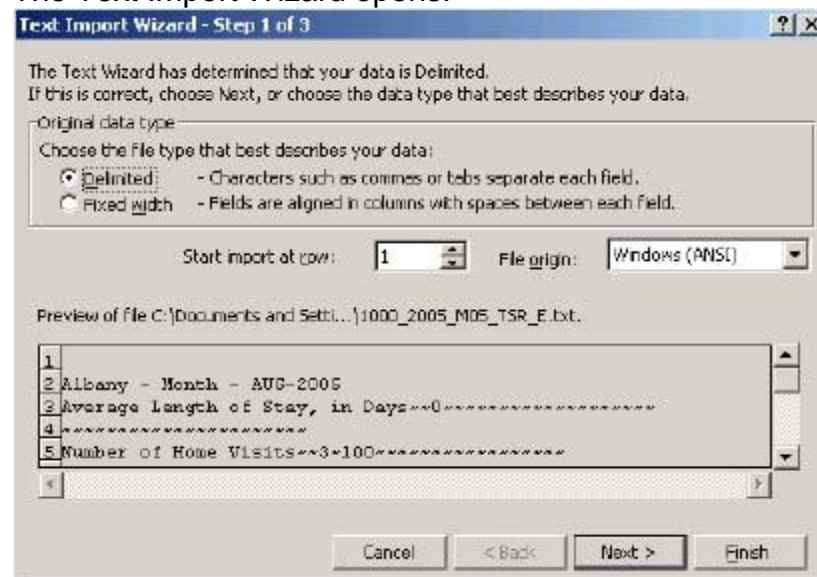 The Text Import Wizard opens.
Text Import Wizard - Step 1 of 3
The Text Wizard has determined that your data is Delimited.
If this is correct, choose Next, or choose the data type that best describes your data.
Original data type
Choose the file type that best describes your data:
Delimited - Characters such as commas or tabs separate each field.
Fixed width - Fields are aligned in columns with spaces between each field.
Start import at row: 1 File origin: Windows (ANSI)
Preview of file C:\Documents and Setti...\1000_2005_M05_TSR_E.txt.
1
2 Albany - Month - AUG-2005
3 Average Length of Stay, in Days~~0~~~~~~~~~~~~~~~~~~~
4 ~~~~~~~~~~~~~~~~~~~~~~
5 Number of Home Visits~~3~100~~~~~~~~~~~~~~~~~
Cancel < Back Next > Finish